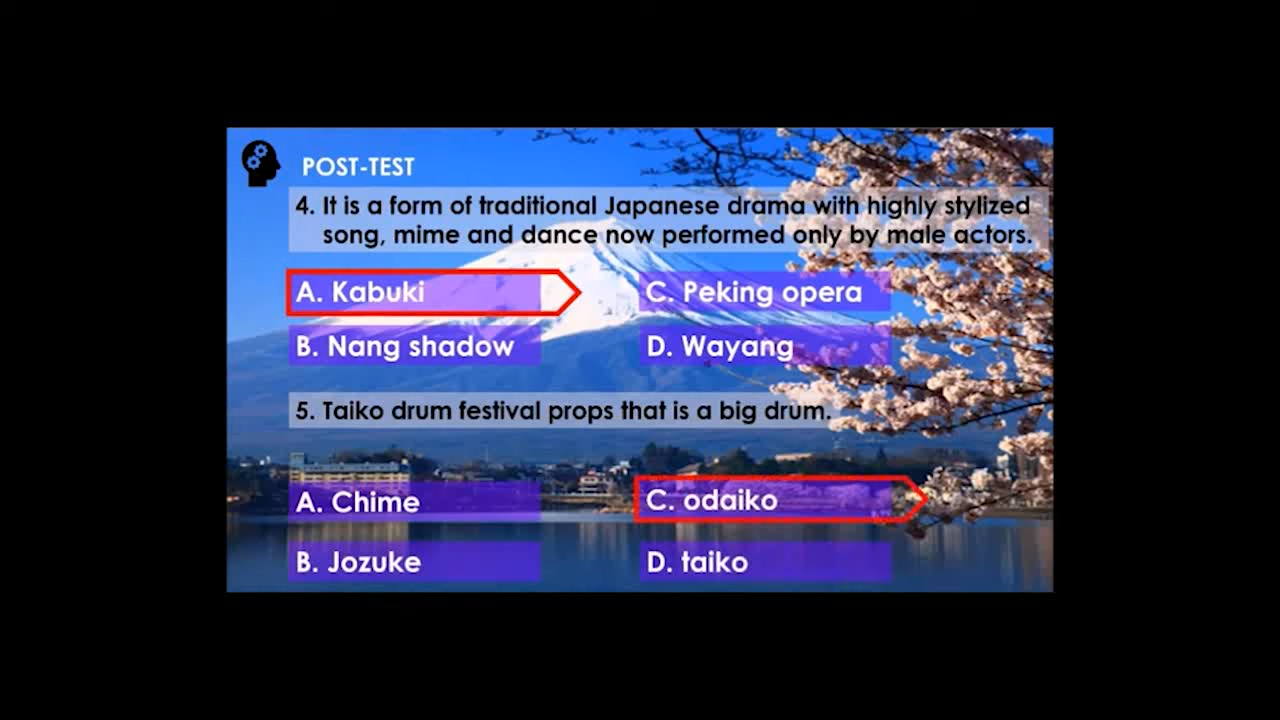 POST-TEST
4. It is a form of traditional Japanese drama with highly stylized
song, mime and dance now performed only by male actors.
A. Kabuki
C. Peking opera
B. Nang shadow
D. Wayang
5. Taiko drum festival props that is a big drum.
A. Chime
C. odaiko
B. Jozuke
D. taiko